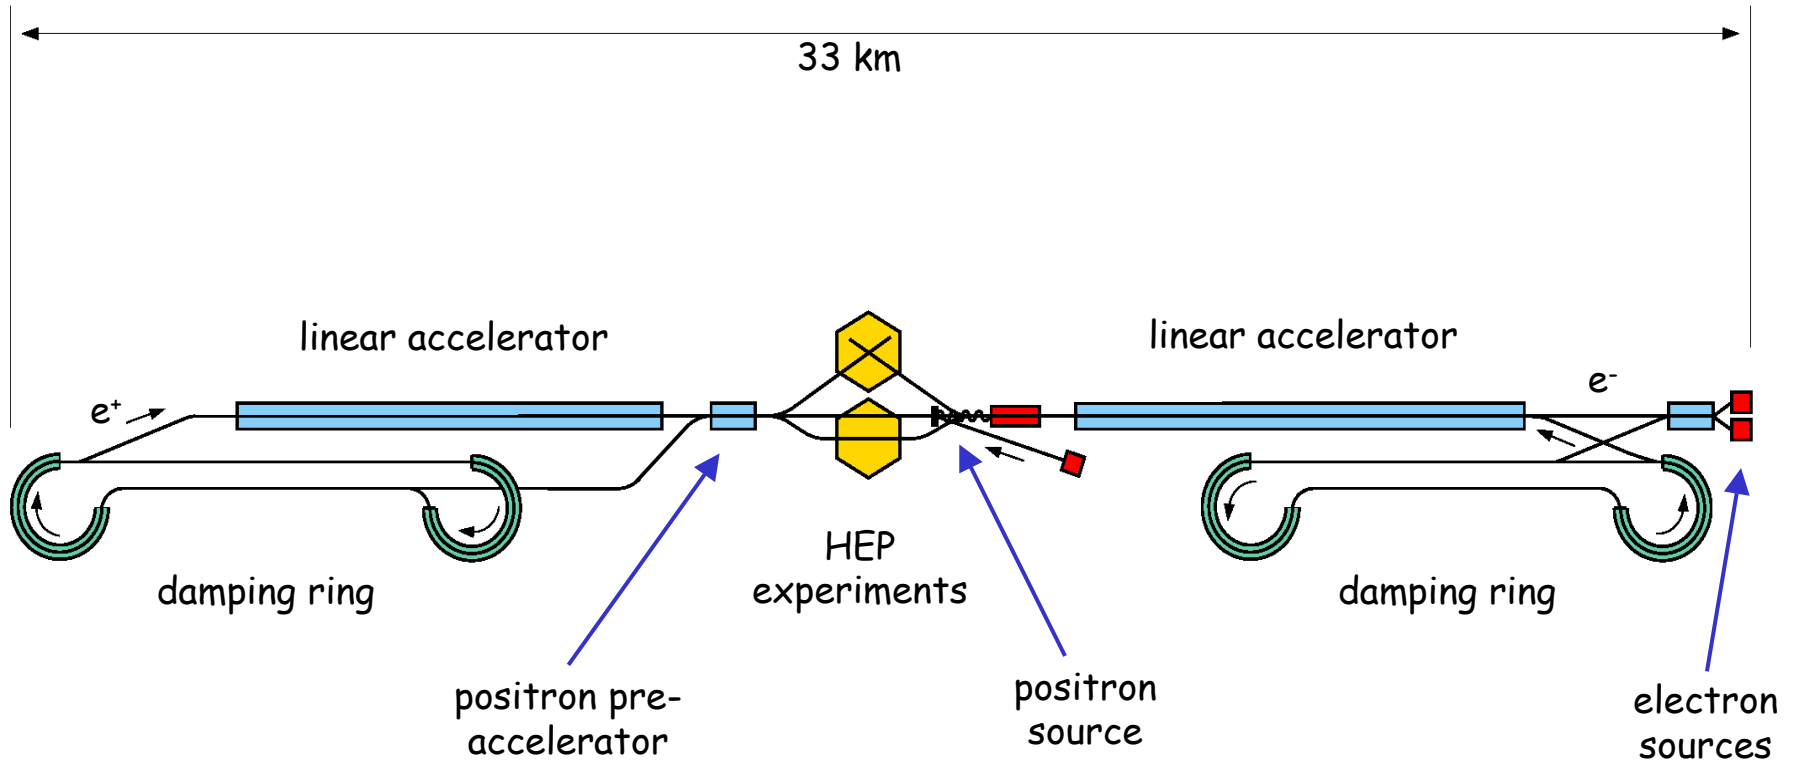 33 km
linear accelerator
linear accelerator
e⁺
e⁻
HEP
experiments
damping ring
damping ring
positron pre-
accelerator
positron
source
electron
sources